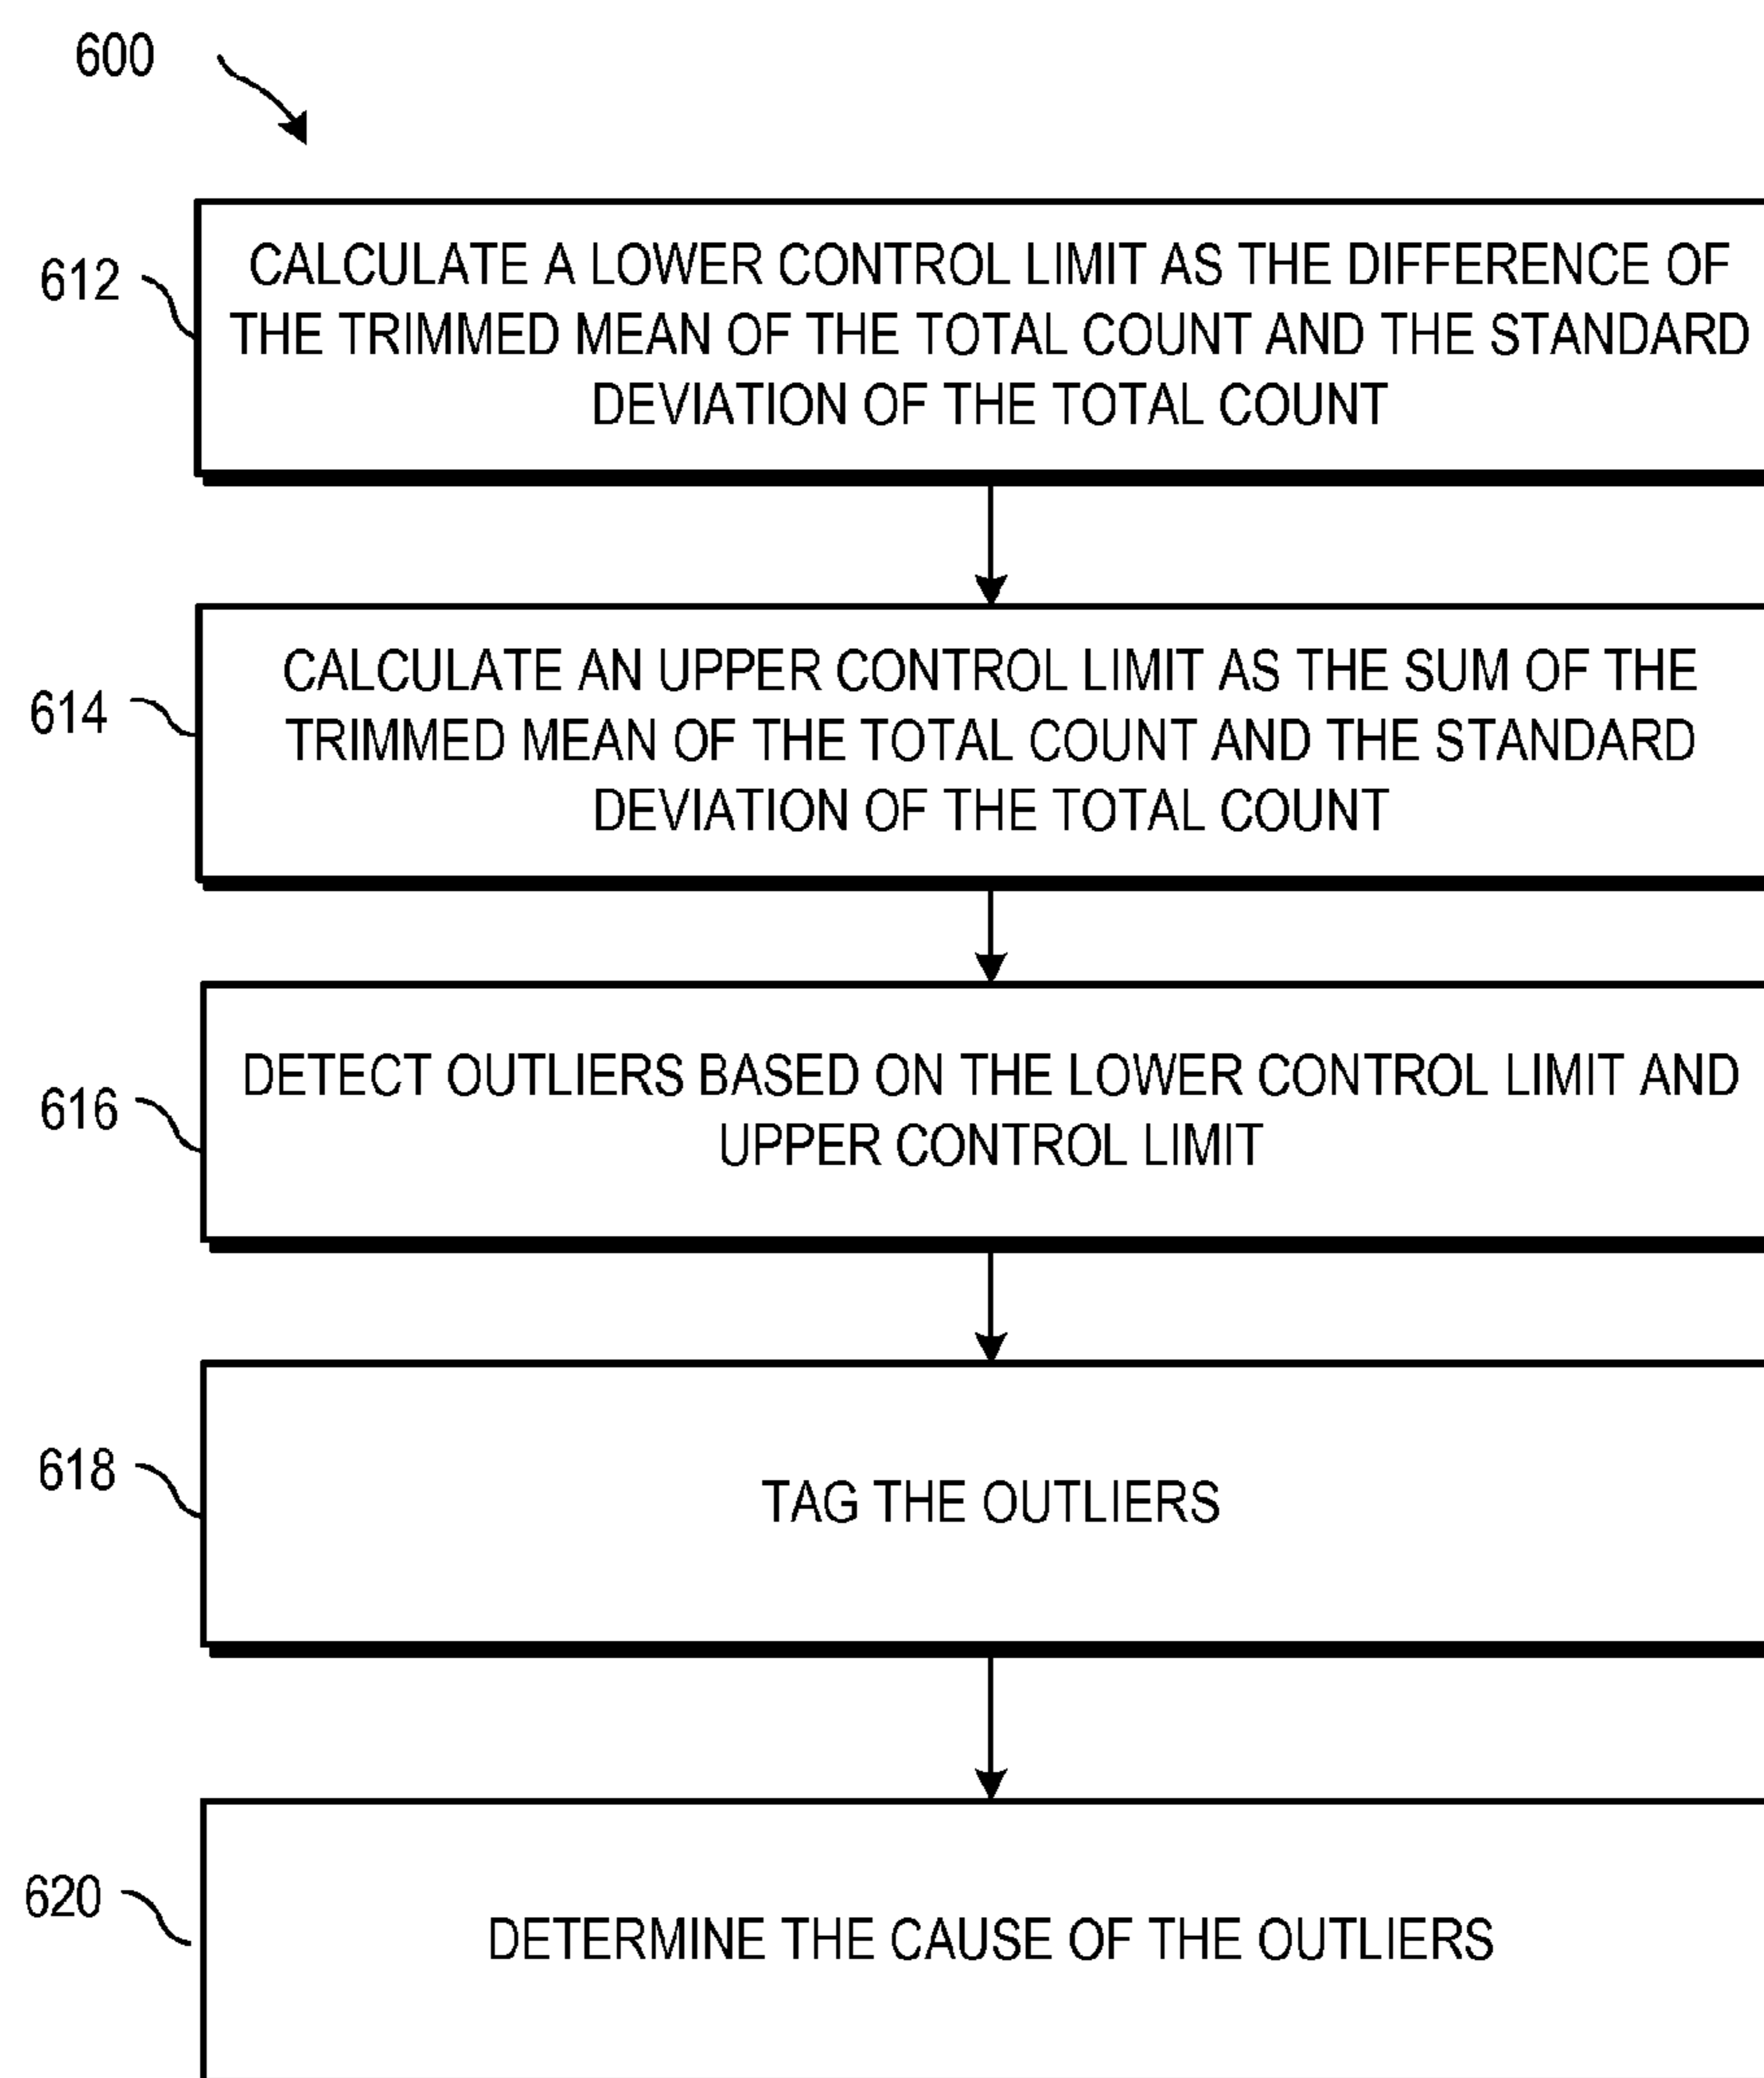 600
612
CALCULATE A LOWER CONTROL LIMIT AS THE DIFFERENCE OF
THE TRIMMED MEAN OF THE TOTAL COUNT AND THE STANDARD
DEVIATION OF THE TOTAL COUNT
614
CALCULATE AN UPPER CONTROL LIMIT AS THE SUM OF THE
TRIMMED MEAN OF THE TOTAL COUNT AND THE STANDARD
DEVIATION OF THE TOTAL COUNT
616
DETECT OUTLIERS BASED ON THE LOWER CONTROL LIMIT AND
UPPER CONTROL LIMIT
618
TAG THE OUTLIERS
620
DETERMINE THE CAUSE OF THE OUTLIERS